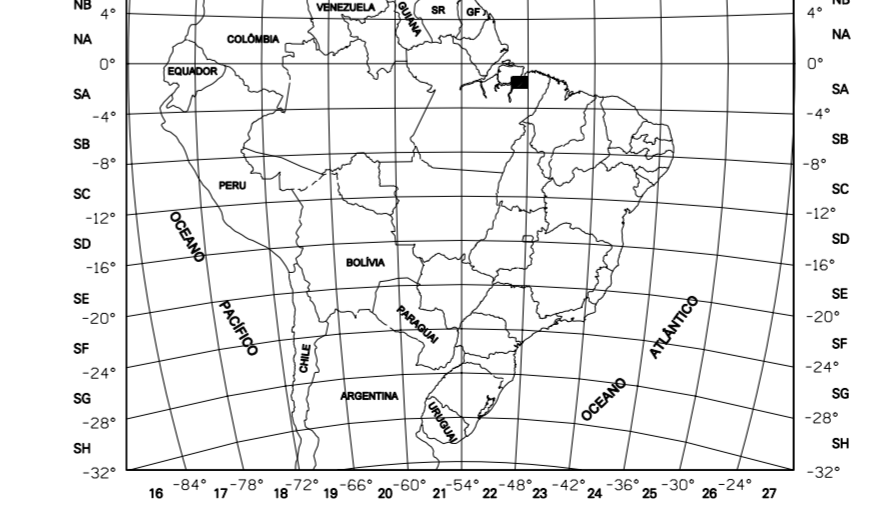 NB
4°
VENEZUELA
GUIANA
SR
GF
4°
NB
NA
COLÔMBIA
NA
0°
EQUADOR
0°
SA
SA
-4°
-4°
SB
SB
-8°
-8°
SC
PERU
SC
-12°
-12°
OCEANO
SD
SD
-16°
BOLÍVIA
-16°
SE
SE
-20°
PACÍFICO
PARAGUAI
ATLÂNTICO
-20°
SF
CHILE
SF
-24°
-24°
SG
ARGENTINA
OCEANO
SG
-28°
URUGUAI
-28°
SH
SH
-32°
-32°
-84° -78° -72° -66° -60° -54° -48° -42° -36° -30° -24°
16 17 18 19 20 21 22 23 24 25 26 27